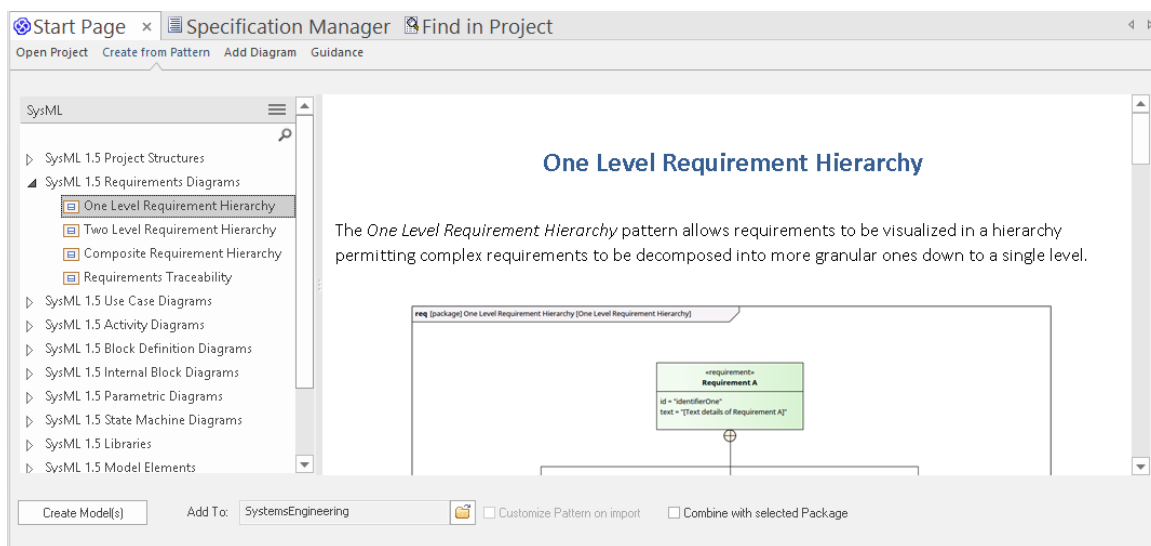 Start Page × Specification Manager Find in Project
Open Project Create from Pattern Add Diagram Guidance
SysML
SysML 1.5 Project Structures
SysML 1.5 Requirements Diagrams
One Level Requirement Hierarchy
Two Level Requirement Hierarchy
Composite Requirement Hierarchy
Requirements Traceability
SysML 1.5 Use Case Diagrams
SysML 1.5 Activity Diagrams
SysML 1.5 Block Definition Diagrams
SysML 1.5 Internal Block Diagrams
SysML 1.5 Parametric Diagrams
SysML 1.5 State Machine Diagrams
SysML 1.5 Libraries
SysML 1.5 Model Elements
One Level Requirement Hierarchy
The One Level Requirement Hierarchy pattern allows requirements to be visualized in a hierarchy
permitting complex requirements to be decomposed into more granular ones down to a single level.
req [package] One Level Requirement Hierarchy [One Level Requirement Hierarchy]
«requirement»
Requirement A
id = "identifierOne"
text = "[Text details of Requirement A]"
Create Model(s) Add To: SystemsEngineering Customize Pattern on import Combine with selected Package